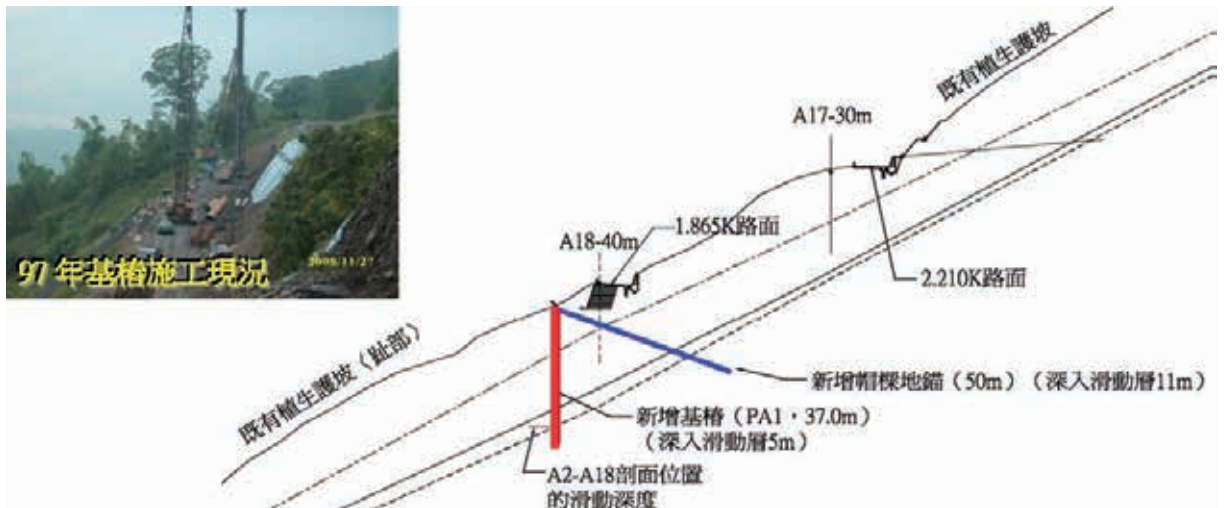 97年基樁施工現況
2008/11/27
既有植生護坡
A17-30m
1.865K路面
A18-40m
2.210K路面
既有植生護坡(趾部)
新增帽樑地錨(50m)(深入滑動層11m)
新增基樁(PA1,37.0m)
(深入滑動層5m)
A2-A18剖面位置
的滑動深度